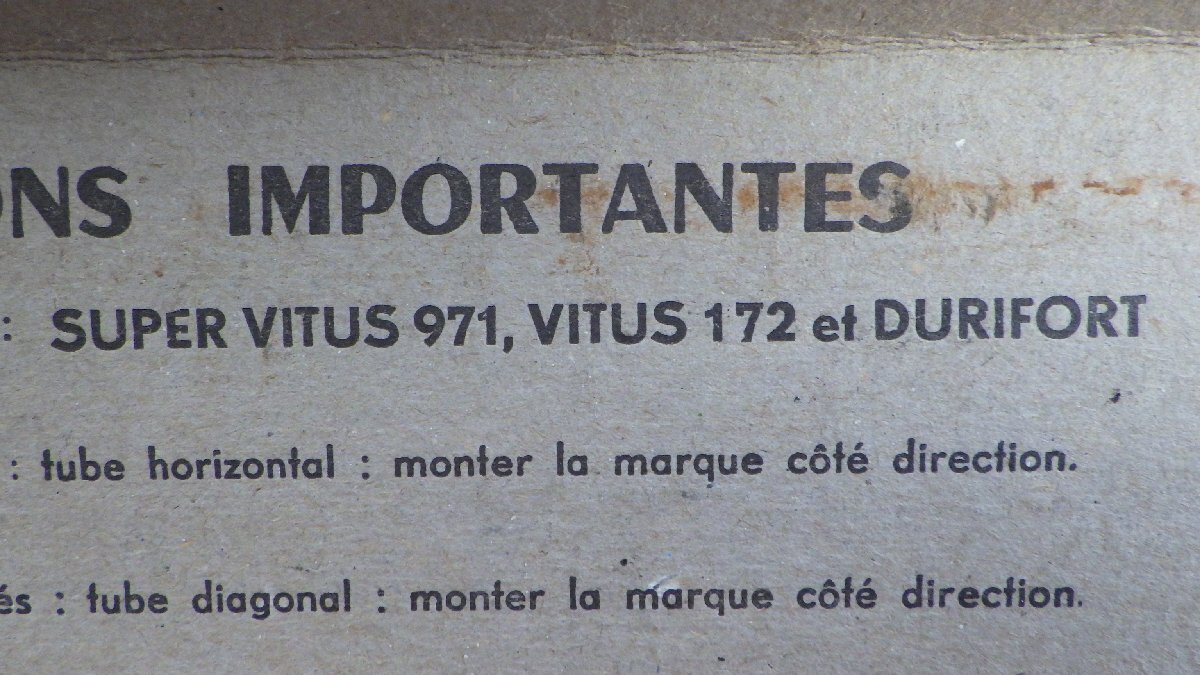 ONS IMPORTANTES
: SUPER VITUS 971, VITUS 172 et DURIFORT
: tube horizontal : monter la marque côté direction.
és : tube diagonal : monter la marque côté direction.